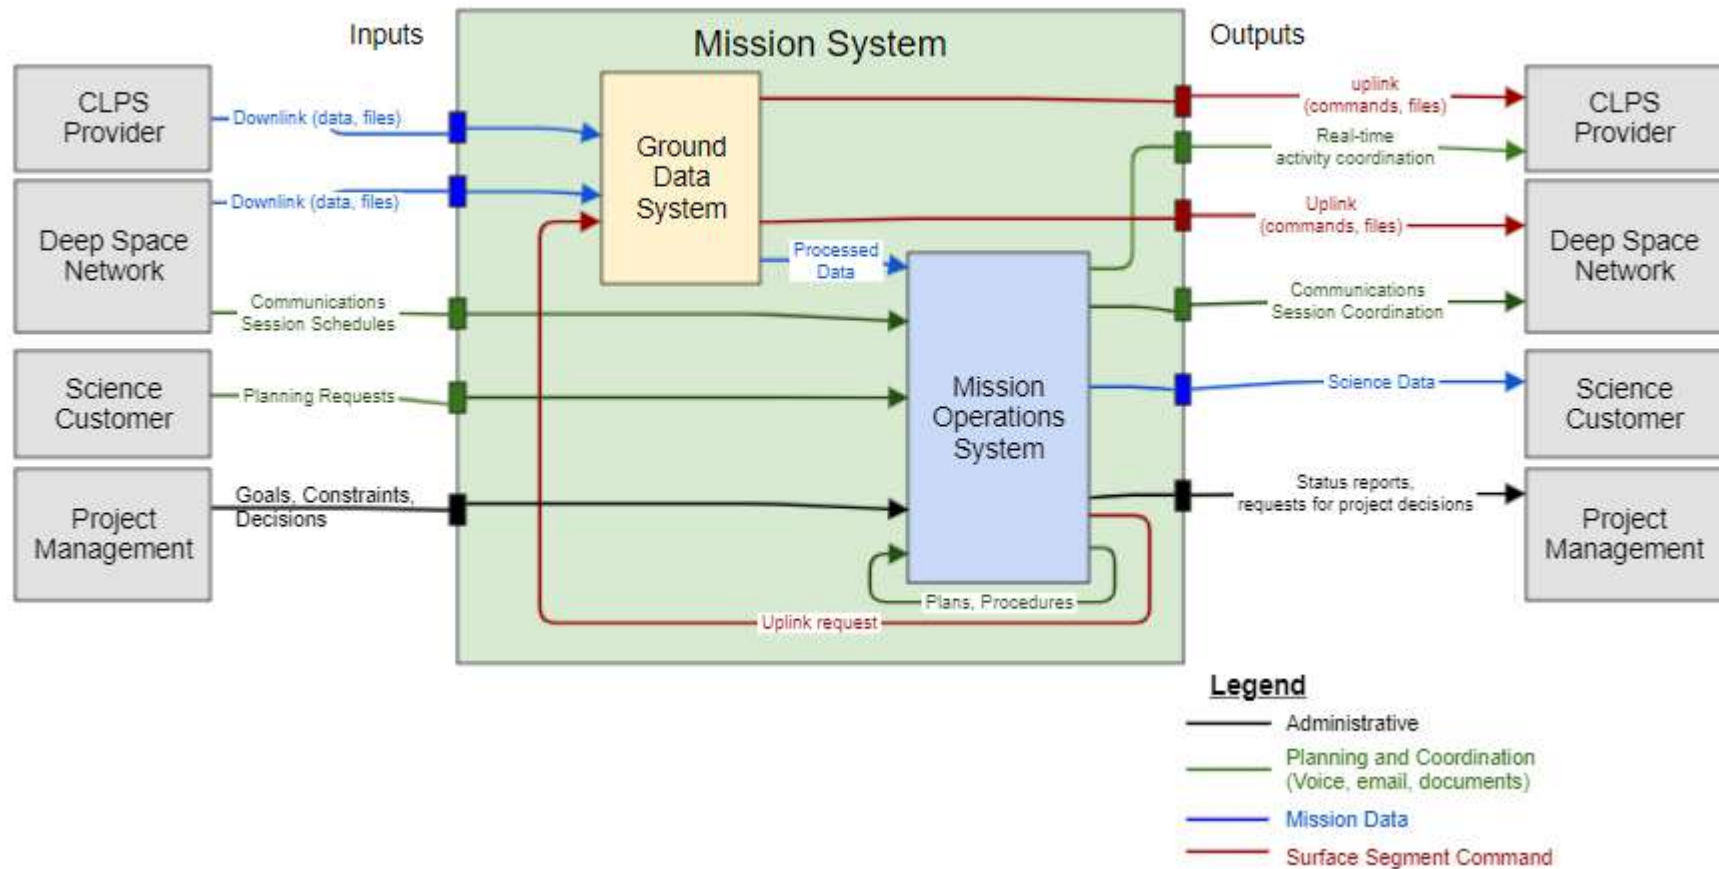 Inputs
Mission System
Outputs
CLPS
Provider
Downlink (data, files)
Ground
Data
System
uplink
(commands, files)
Real-time
activity coordination
CLPS
Provider
Deep Space
Network
Downlink (data, files)
Processed
Data
Uplink
(commands, files)
Deep Space
Network
Communications
Session Schedules
Communications
Session Coordination
Science
Customer
Planning Requests
Mission
Operations
System
Science Data
Science
Customer
Project
Management
Goals, Constraints,
Decisions
Status reports,
requests for project decisions
Project
Management
Plans, Procedures
Uplink request
Legend
Administrative
Planning and Coordination
(Voice, email, documents)
Mission Data
Surface Segment Command